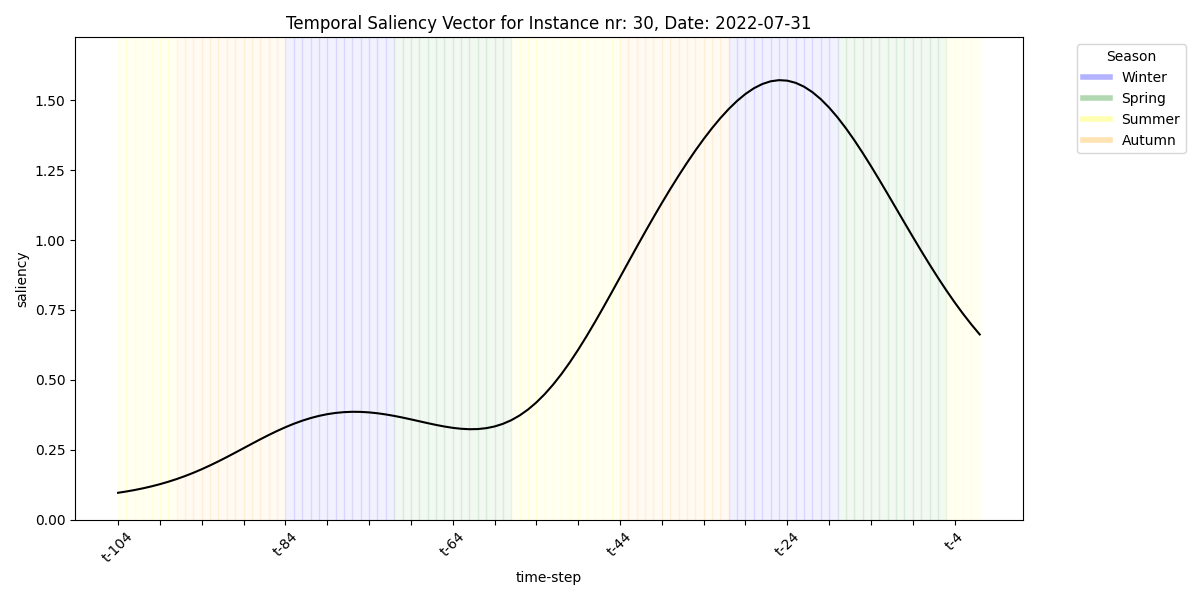 Temporal Saliency Vector for Instance nr: 30, Date: 2022-07-31
Season
Winter
Spring
Summer
Autumn
saliency
1.50
1.25
1.00
0.75
0.50
0.25
0.00
t-104 t-84 t-64 t-44 t-24 t-4
time-step